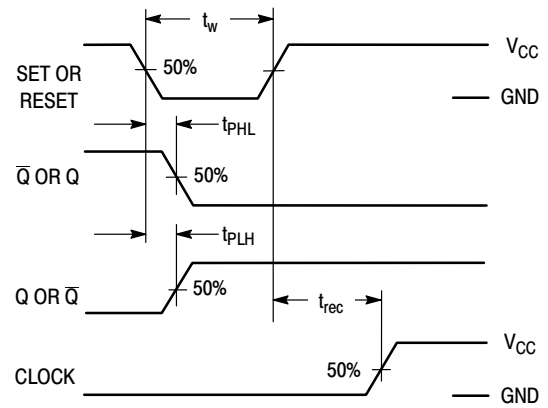 t_w
V_CC
50%
SET OR
RESET
GND
t_PHL
Q̅ OR Q
50%
t_PLH
Q OR Q̅
50%
t_rec
V_CC
50%
CLOCK
GND